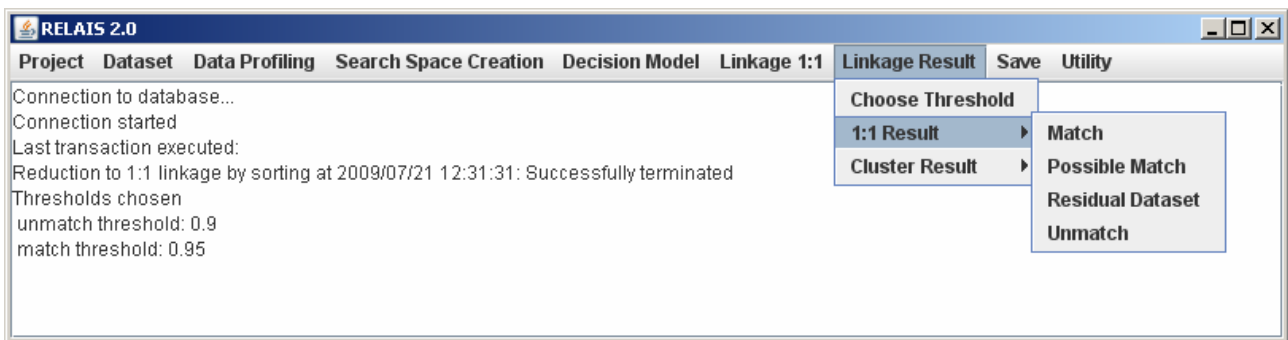 RELAIS 2.0
Project Dataset Data Profiling Search Space Creation Decision Model Linkage 1:1 Linkage Result Save Utility
Connection to database...
Connection started
Last transaction executed:
Reduction to 1:1 linkage by sorting at 2009/07/21 12:31:31: Successfully terminated
Thresholds chosen
unmatch threshold: 0.9
match threshold: 0.95
Choose Threshold
1:1 Result
Cluster Result
Match
Possible Match
Residual Dataset
Unmatch